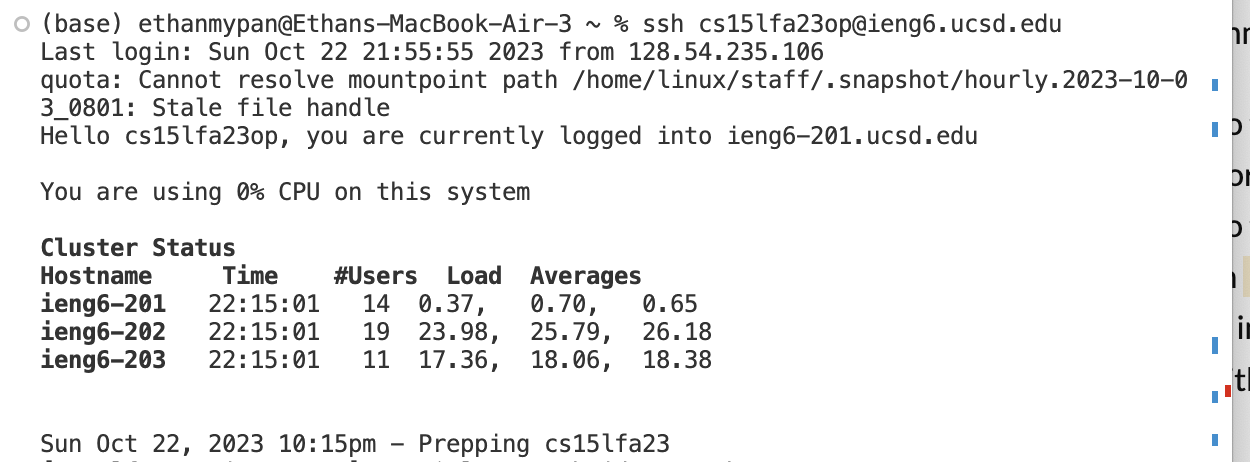 (base) ethanmypan@Ethans-MacBook-Air-3 ~ % ssh cs15lfa23op@ieng6.ucsd.edu
Last login: Sun Oct 22 21:55:55 2023 from 128.54.235.106
quota: Cannot resolve mountpoint path /home/linux/staff/.snapshot/hourly.2023-10-0
3_0801: Stale file handle
Hello cs15lfa23op, you are currently logged into ieng6-201.ucsd.edu
You are using 0% CPU on this system
Cluster Status
Hostname Time #Users Load Averages
ieng6-201 22:15:01 14 0.37, 0.70, 0.65
ieng6-202 22:15:01 19 23.98, 25.79, 26.18
ieng6-203 22:15:01 11 17.36, 18.06, 18.38
Sun Oct 22, 2023 10:15pm - Prepping cs15lfa23